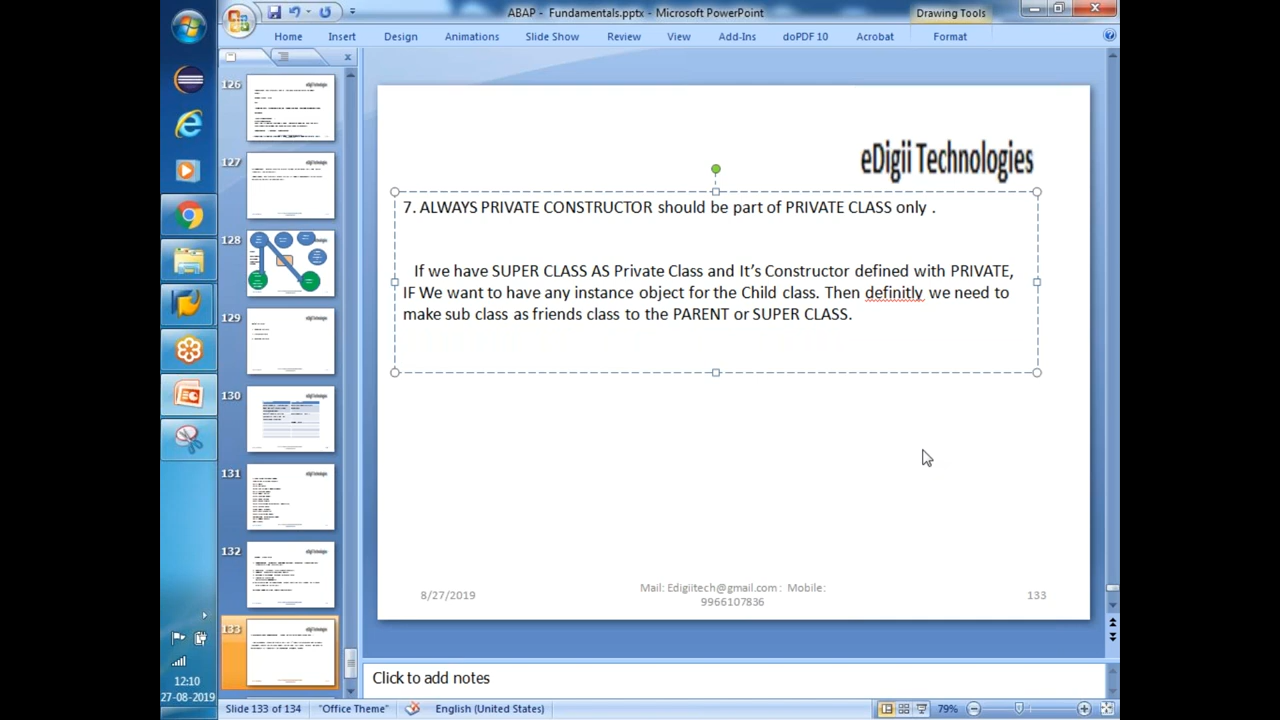 ABAP - Fundamentals.pptx - Microsoft PowerPoint
Drawing Tools
Home Insert Design Animations Slide Show Review View Add-Ins doPDF 10 Acrobat Format
126
127
128
129
130
131
132
133
eDigii Technologies
7. ALWAYS PRIVATE CONSTRUCTOR should be part of PRIVATE CLASS only .
If we have SUPER CLASS AS Private Class and It's Constructor defined with PRIVATE,
IF We want to have any instance object for the Child class. Then definitly we need to
make sub class as friends class to the PARENT or SUPER CLASS.
8/27/2019
Mail: Edigiitech@gmail.com : Mobile:
9966107836
133
Click to add notes
12:10
27-08-2019
Slide 133 of 134 "Office Theme" English (United States) 79%